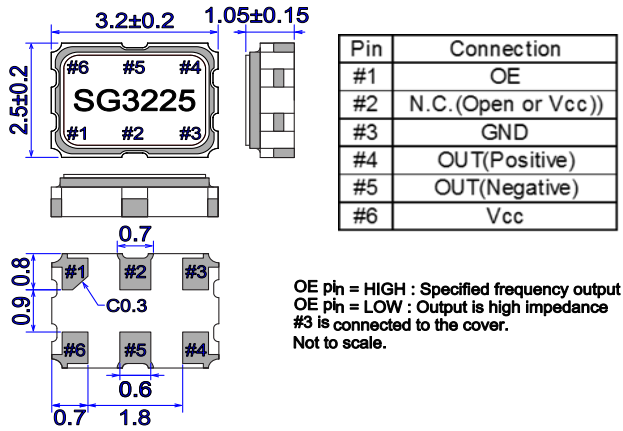 3.2±0.2
1.05±0.15
2.5±0.2
#6 #5 #4
SG3225
#1 #2 #3
Pin Connection
#1 OE
#2 N.C.(Open or Vcc))
#3 GND
#4 OUT(Positive)
#5 OUT(Negative)
#6 Vcc
0.7
0.8
#1 #2 #3
C0.3
0.9
#6 #5 #4
0.6
0.7 1.8
OE pin = HIGH : Specified frequency output
OE pin = LOW : Output is high impedance
#3 is connected to the cover.
Not to scale.